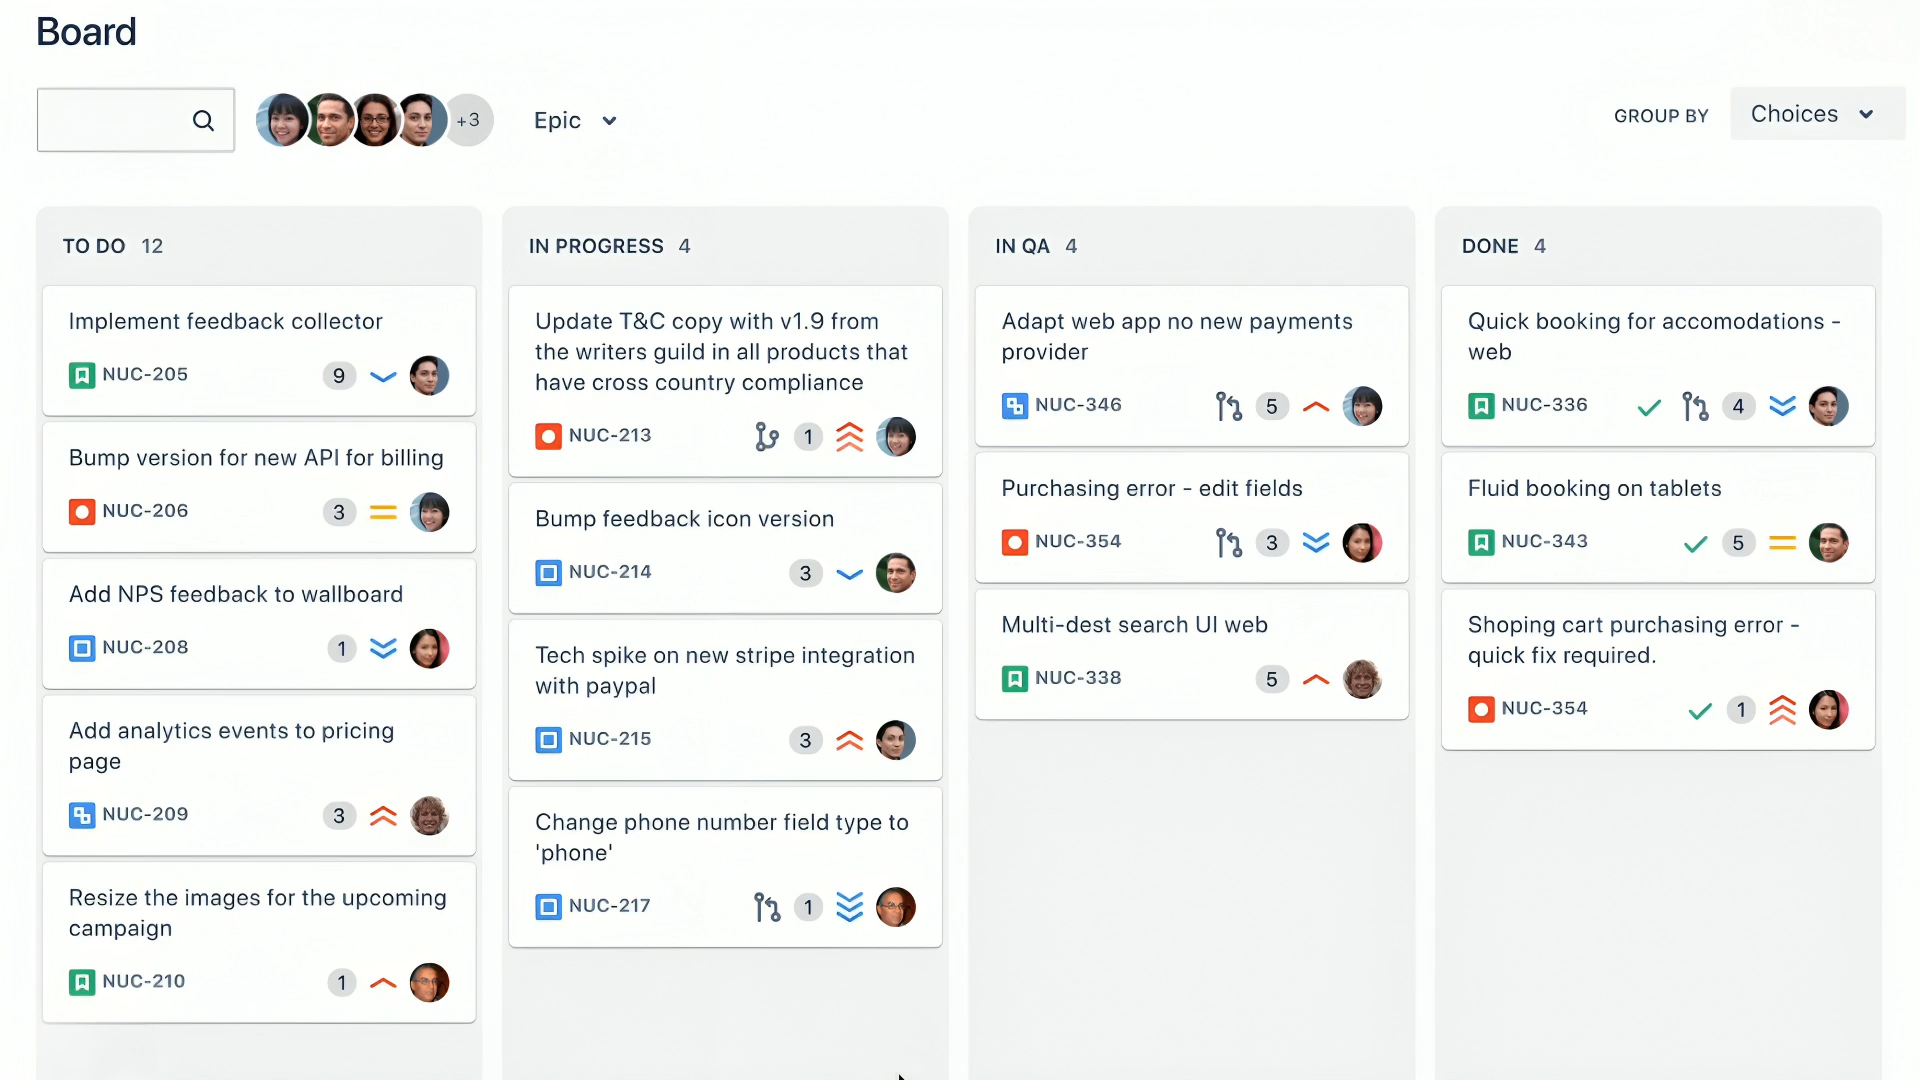 Board
+3
Epic
GROUP BY
Choices
TO DO 12
Implement feedback collector
NUC-205
9
Bump version for new API for billing
NUC-206
3
Add NPS feedback to wallboard
NUC-208
1
Add analytics events to pricing
page
NUC-209
3
Resize the images for the upcoming
campaign
NUC-210
1
IN PROGRESS 4
Update T&C copy with v1.9 from
the writers guild in all products that
have cross country compliance
NUC-213
1
Bump feedback icon version
NUC-214
3
Tech spike on new stripe integration
with paypal
NUC-215
3
Change phone number field type to
'phone'
NUC-217
1
IN QA 4
Adapt web app no new payments
provider
NUC-346
5
Purchasing error - edit fields
NUC-354
3
Multi-dest search UI web
NUC-338
5
DONE 4
Quick booking for accomodations -
web
NUC-336
4
Fluid booking on tablets
NUC-343
5
Shoping cart purchasing error -
quick fix required.
NUC-354
1